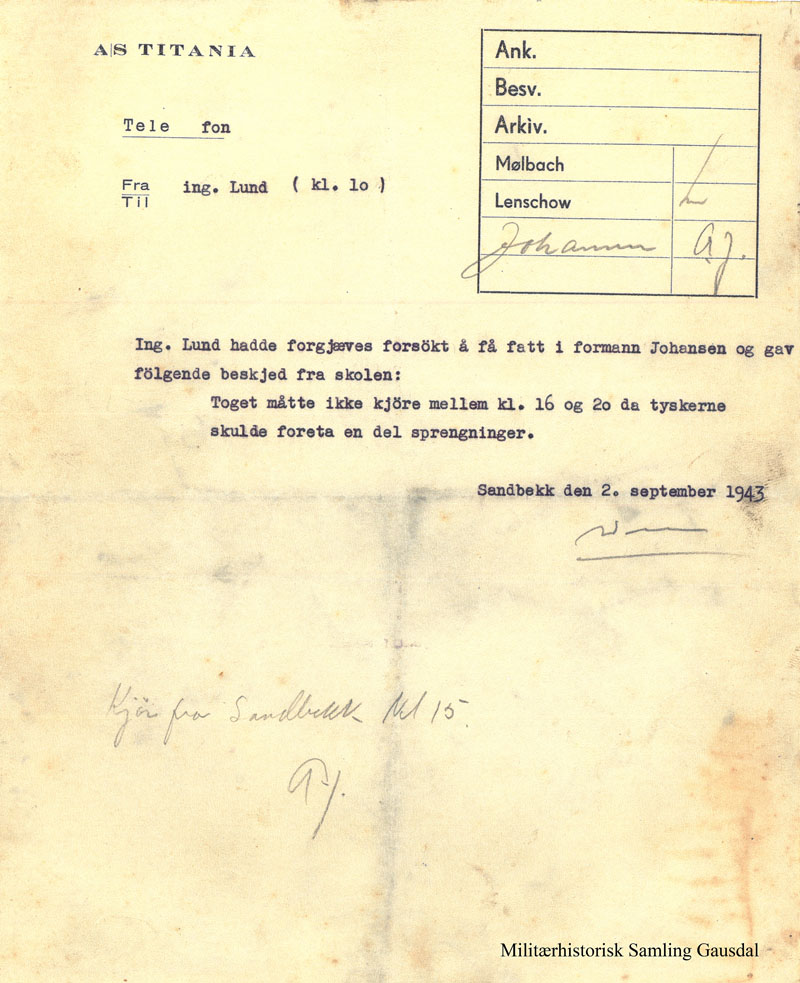 A/S TITANIA
Ank.
Besv.
Arkiv.
Mølbach
Lenschow
Johansen A.J.
Tele fon
Fra
Til
ing. Lund ( kl. 1o )
Ing. Lund hadde forgjæves forsökt å få fatt i formann Johansen og gav
fölgende beskjed fra skolen:
Toget måtte ikke kjöre mellem kl. 16 og 2o da tyskerne
skulde foreta en del sprengninger.
Sandbekk den 2. september 1943
Kjör fra Sandbekk kl 15.
A.J.
Militærhistorisk Samling Gausdal